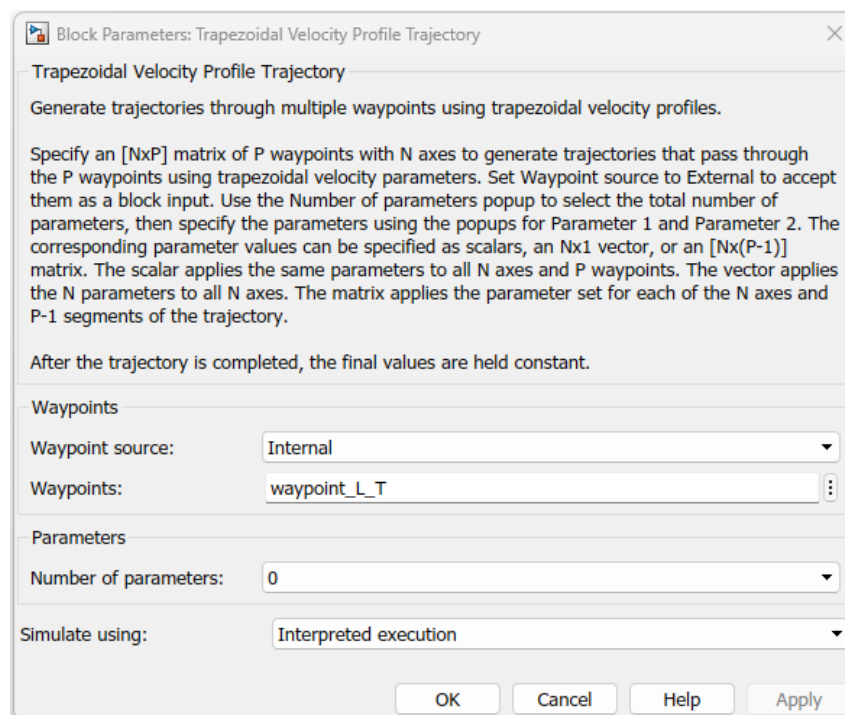 Block Parameters: Trapezoidal Velocity Profile Trajectory
Trapezoidal Velocity Profile Trajectory
Generate trajectories through multiple waypoints using trapezoidal velocity profiles.
Specify an [NxP] matrix of P waypoints with N axes to generate trajectories that pass through
the P waypoints using trapezoidal velocity parameters. Set Waypoint source to External to accept
them as a block input. Use the Number of parameters popup to select the total number of
parameters, then specify the parameters using the popups for Parameter 1 and Parameter 2. The
corresponding parameter values can be specified as scalars, an Nx1 vector, or an [Nx(P-1)]
matrix. The scalar applies the same parameters to all N axes and P waypoints. The vector applies
the N parameters to all N axes. The matrix applies the parameter set for each of the N axes and
P-1 segments of the trajectory.
After the trajectory is completed, the final values are held constant.
Waypoints
Waypoint source: Internal
Waypoints: waypoint_L_T
Parameters
Number of parameters: 0
Simulate using: Interpreted execution
OK Cancel Help Apply